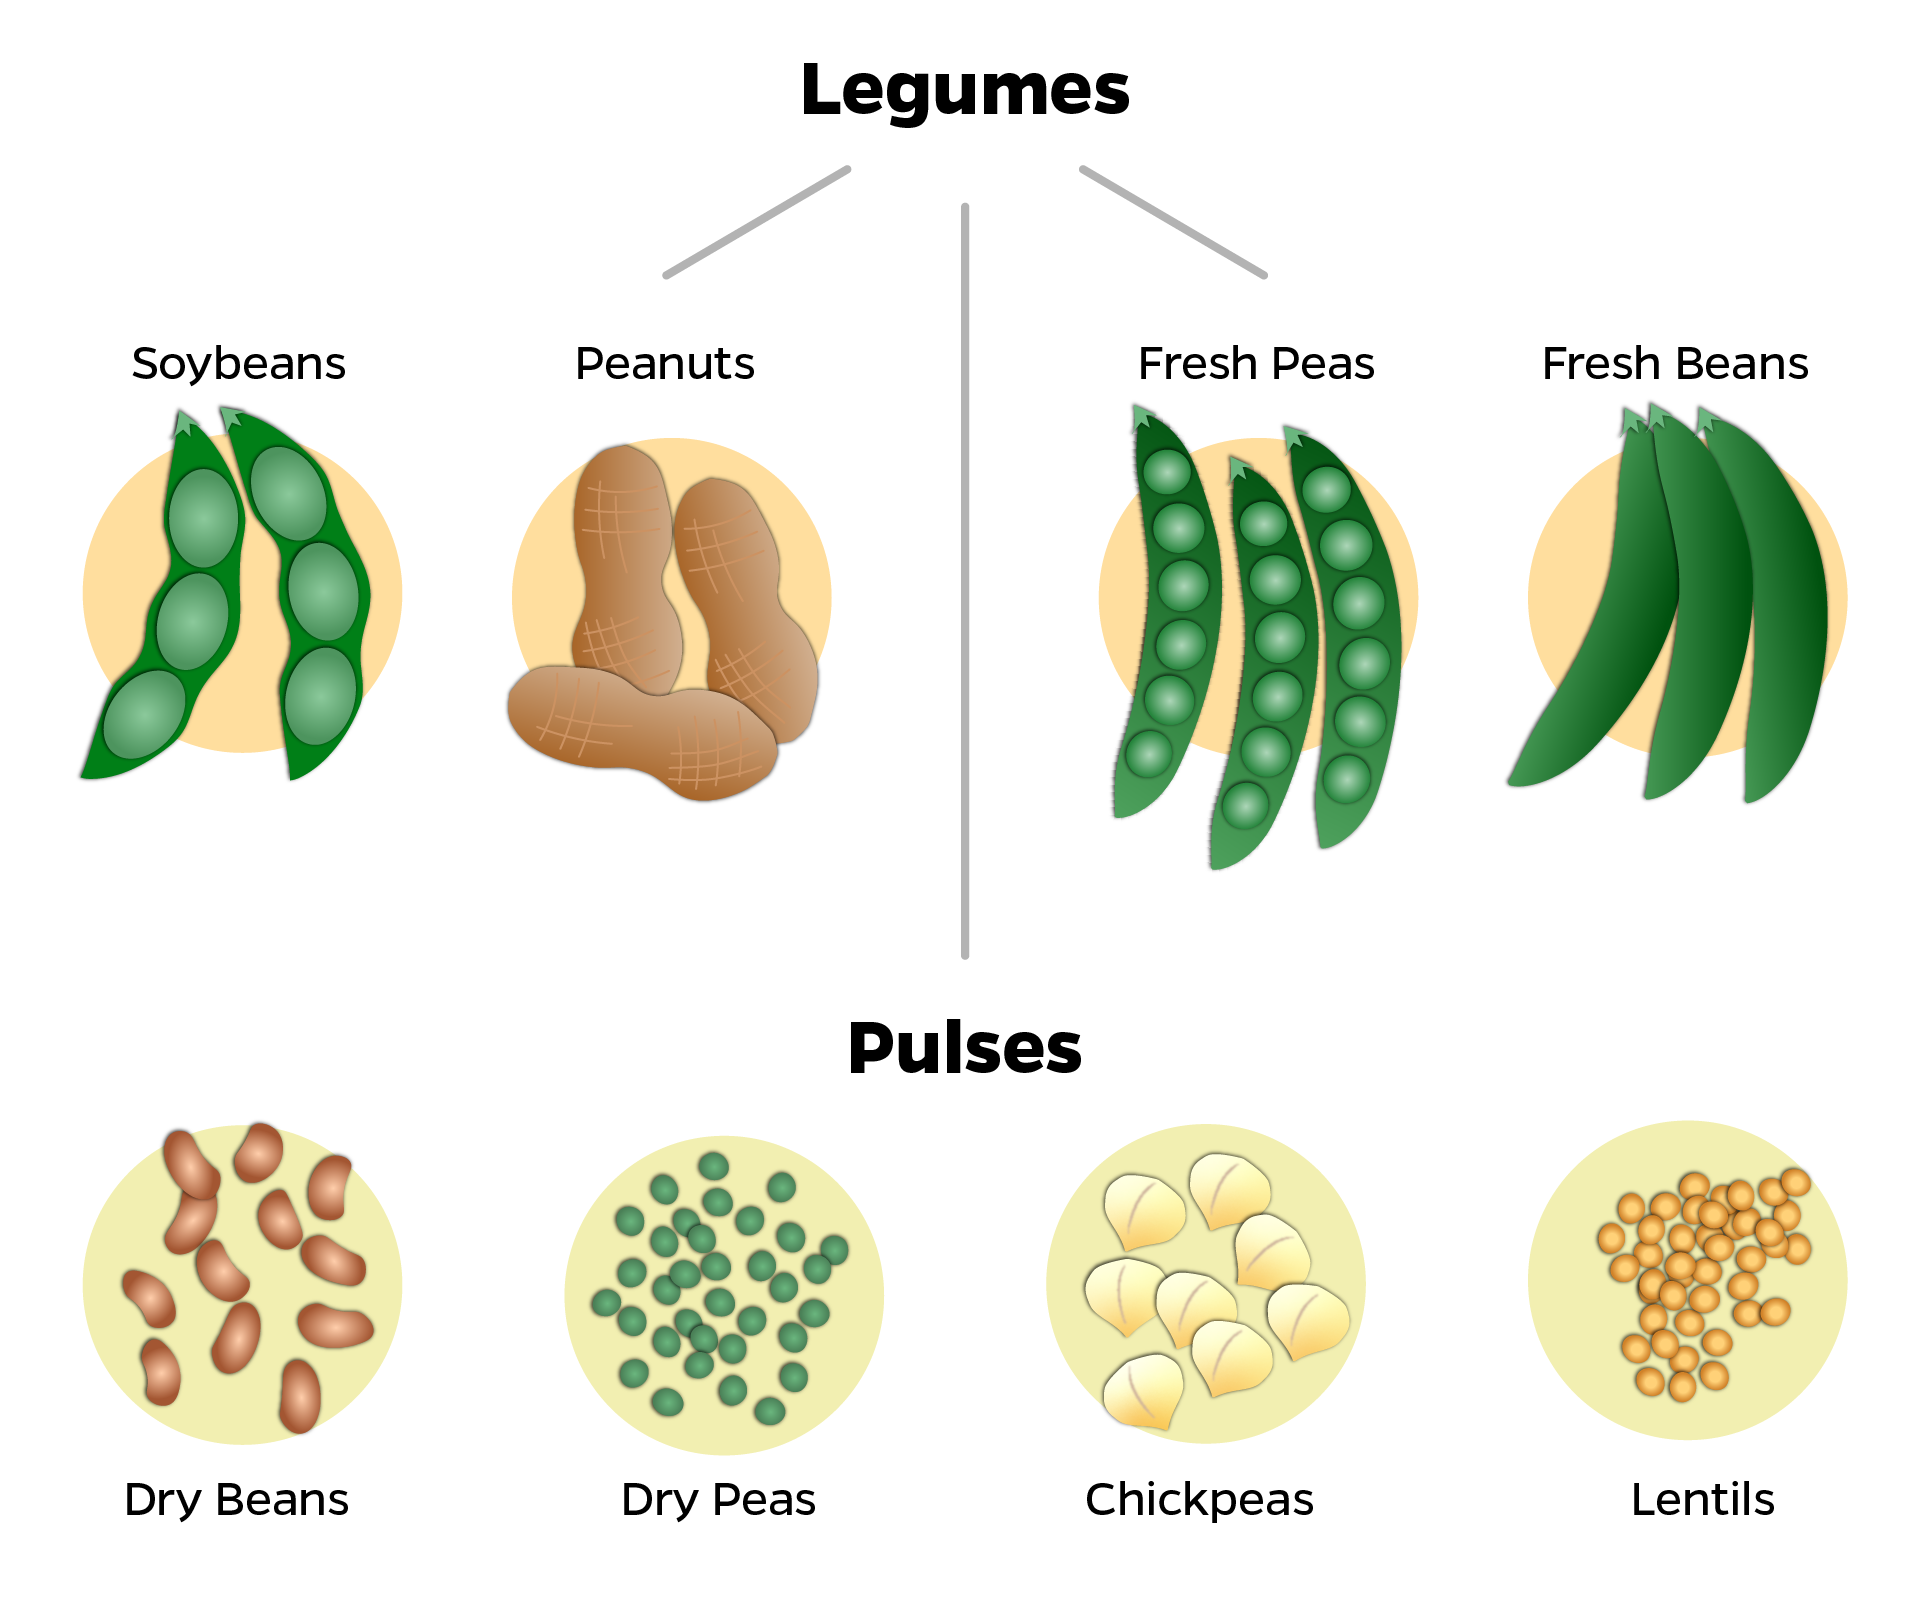 Legumes
Soybeans
Peanuts
Fresh Peas
Fresh Beans
Pulses
Dry Beans
Dry Peas
Chickpeas
Lentils